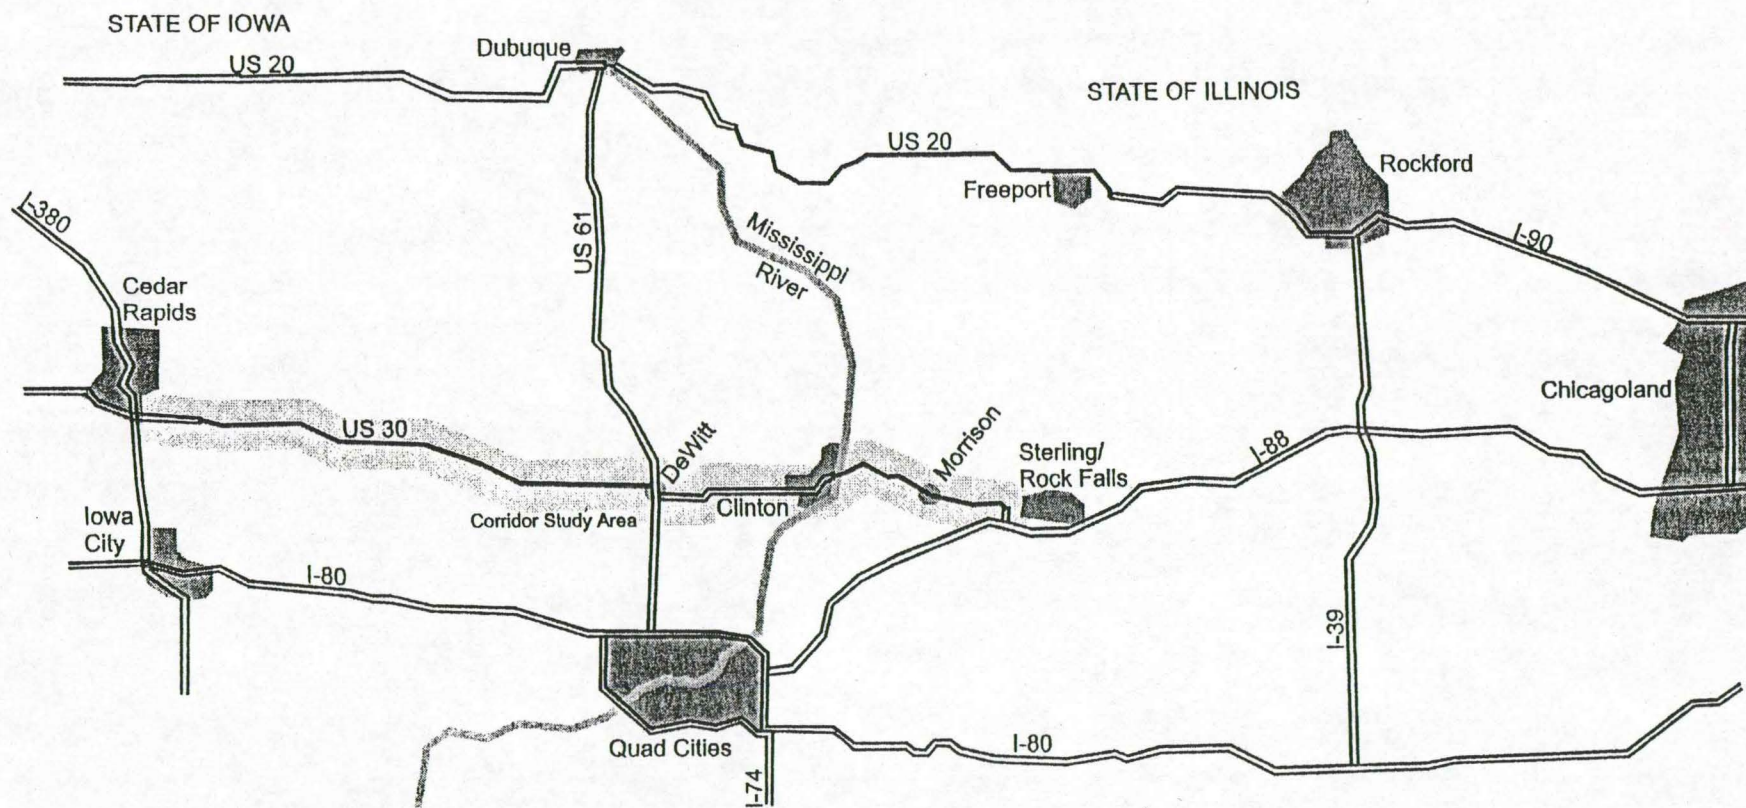 STATE OF IOWA
Dubuque
US 20
STATE OF ILLINOIS
US 20
Freeport
Rockford
I-380
US 61
Mississippi
River
I-90
Cedar
Rapids
Chicagoland
US 30
DeWitt
Morrison
Sterling/
Rock Falls
I-88
Clinton
Corridor Study Area
Iowa
City
I-80
I-39
Quad Cities
I-80
I-74